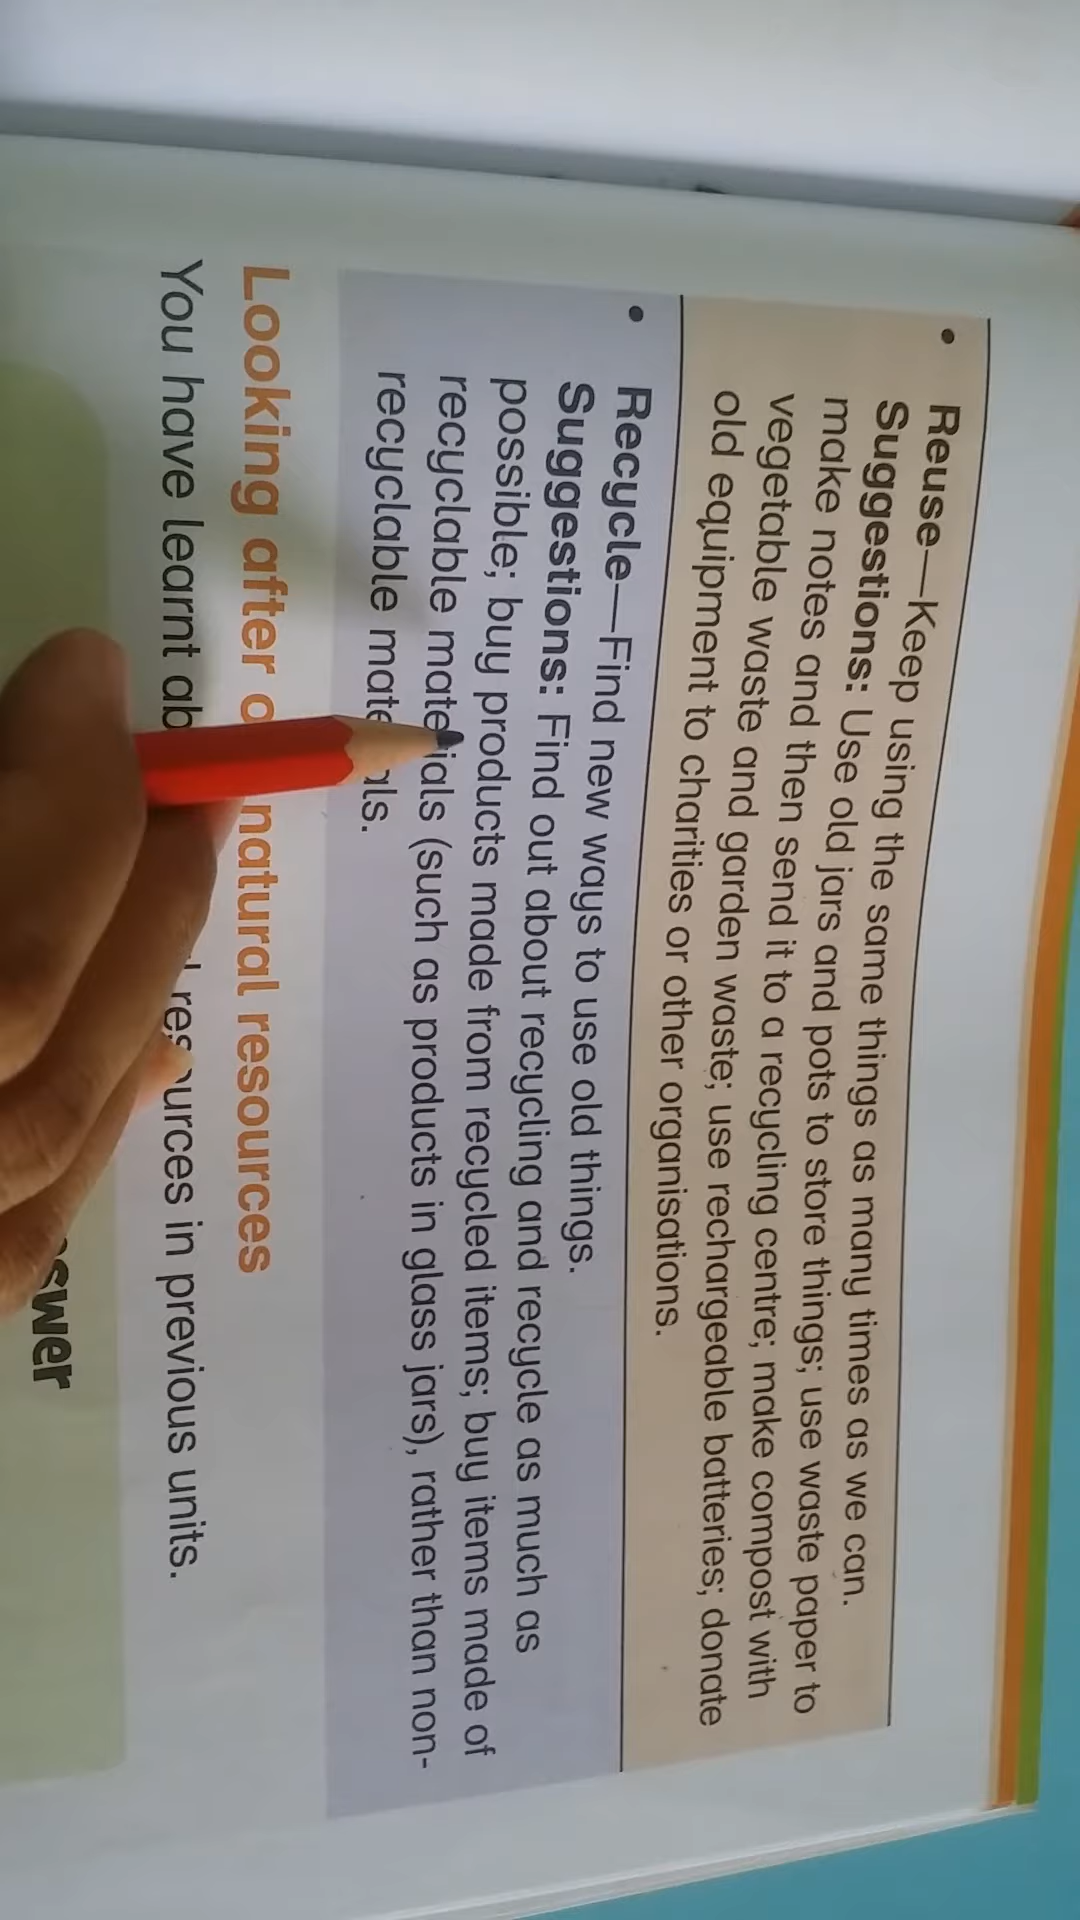 • Reuse—Keep using the same things as many times as we can.
Suggestions: Use old jars and pots to store things; use waste paper to
make notes and then send it to a recycling centre; make compost with
vegetable waste and garden waste; use rechargeable batteries; donate
old equipment to charities or other organisations.
• Recycle—Find new ways to use old things.
Suggestions: Find out about recycling and recycle as much as
possible; buy products made from recycled items; buy items made of
recyclable materials (such as products in glass jars), rather than non-
recyclable materials.
Looking after natural resources
You have learnt resources in previous units.